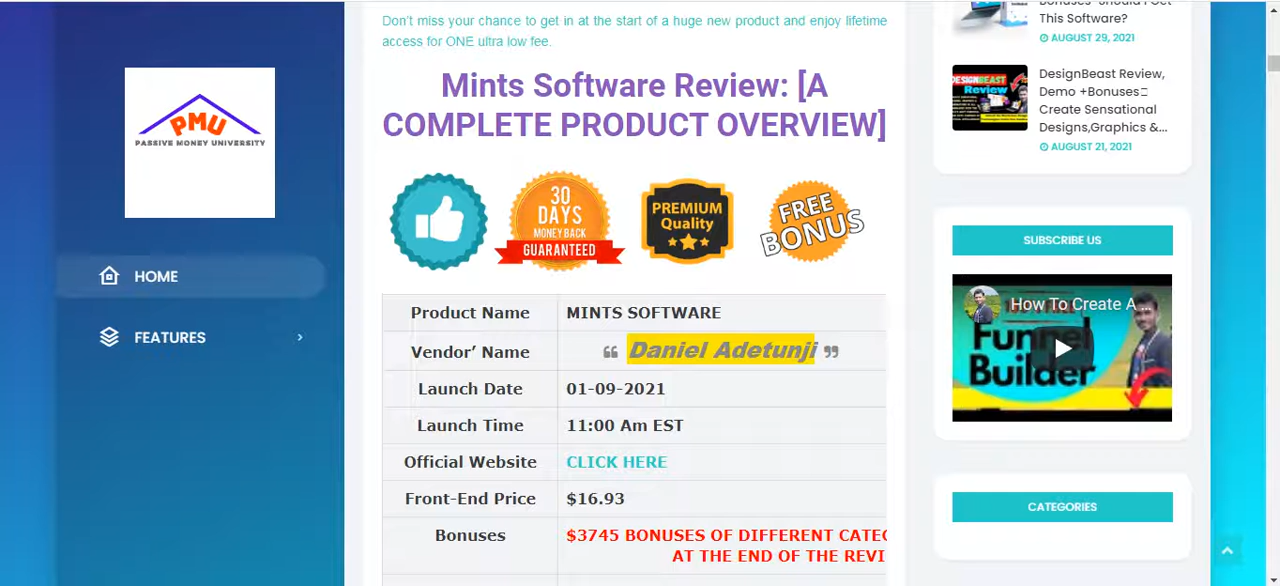 PMU
PASSIVE MONEY UNIVERSITY
HOME
FEATURES
Don't miss your chance to get in at the start of a huge new product and enjoy lifetime
access for ONE ultra low fee.
Mints Software Review: [A
COMPLETE PRODUCT OVERVIEW]
30
DAYS
MONEY BACK
GUARANTEED
PREMIUM
Quality
FREE
BONUS
Product Name MINTS SOFTWARE
Vendor' Name “ Daniel Adetunji ”
Launch Date 01-09-2021
Launch Time 11:00 Am EST
Official Website CLICK HERE
Front-End Price $16.93
Bonuses $3745 BONUSES OF DIFFERENT
AT THE END OF THE
This Software?
AUGUST 29, 2021
DESIGNBEAST
Review
DesignBeast Review,
Demo +Bonuses
Create Sensational
Designs,Graphics &...
AUGUST 21, 2021
SUBSCRIBE US
How To Create A...
Funnel
Builder
CATEGORIES